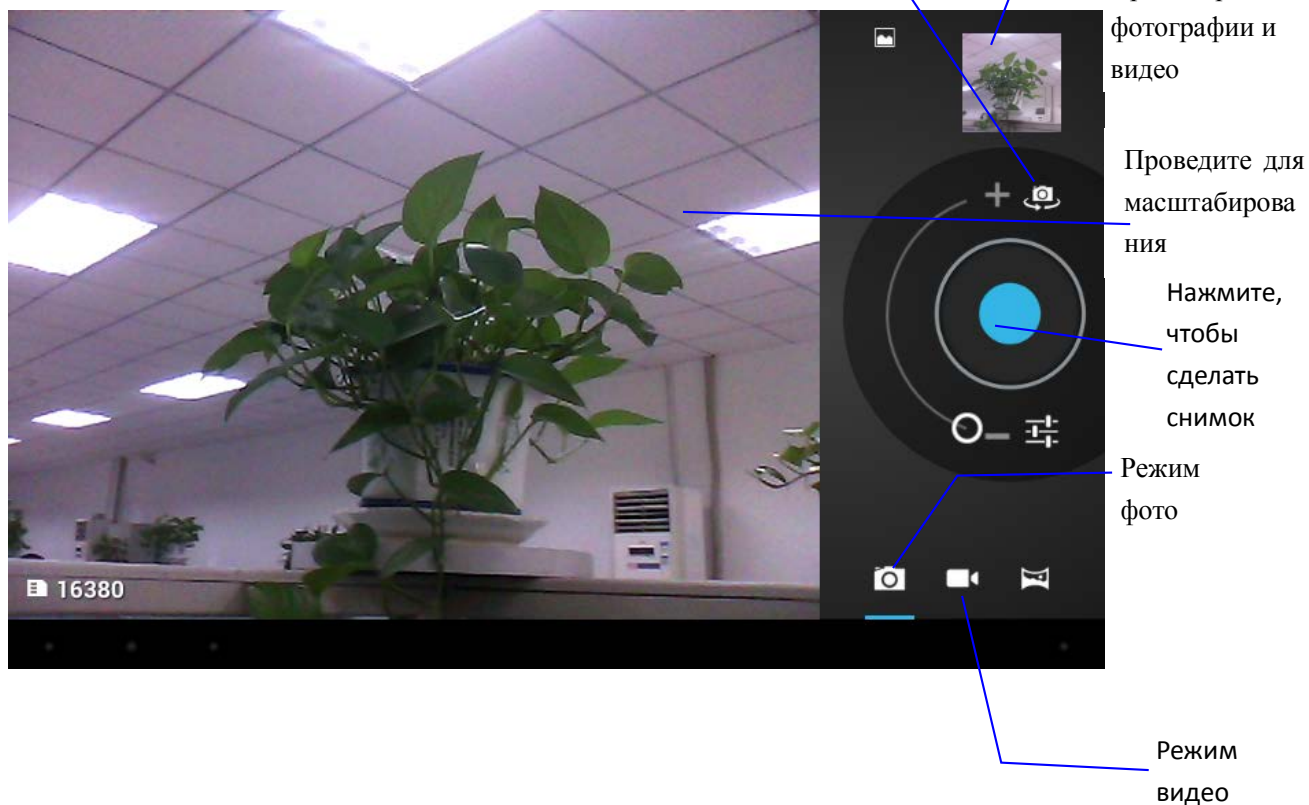 фотографии и
видео
Проведите для
масштабирова
ния
Нажмите,
чтобы
сделать
снимок
Режим
фото
16380
Режим
видео